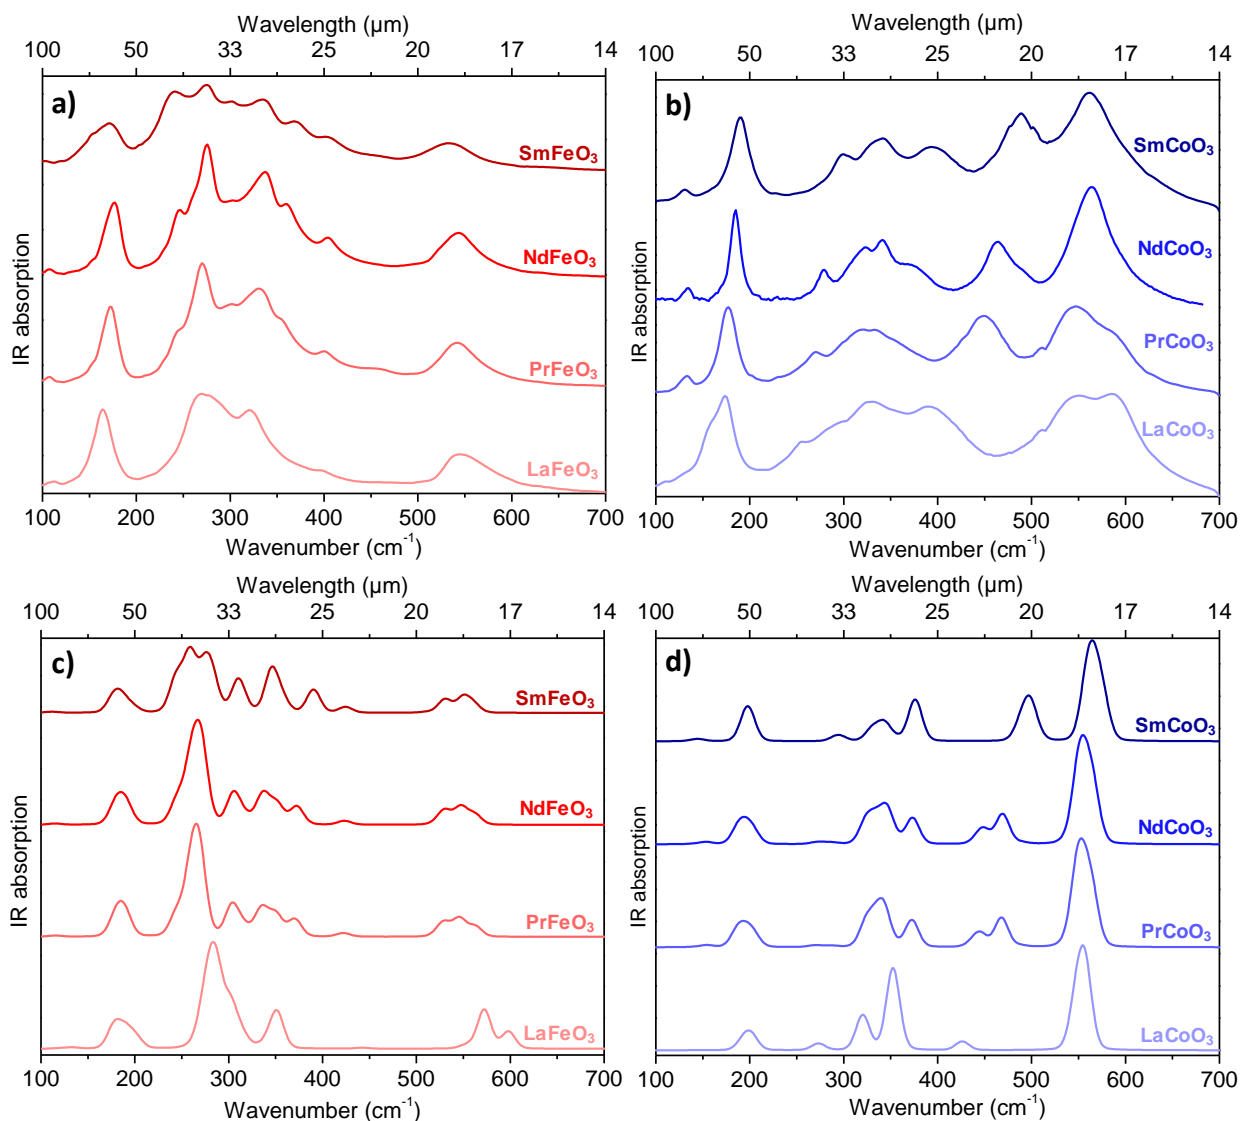 Wavelength (µm)
100 50 33 25 20 17 14
a)
SmFeO₃
NdFeO₃
PrFeO₃
LaFeO₃
IR absorption
100 200 300 400 500 600 700
Wavenumber (cm⁻¹)
Wavelength (µm)
100 50 33 25 20 17 14
b)
SmCoO₃
NdCoO₃
PrCoO₃
LaCoO₃
IR absorption
100 200 300 400 500 600 700
Wavenumber (cm⁻¹)
Wavelength (µm)
100 50 33 25 20 17 14
c)
SmFeO₃
NdFeO₃
PrFeO₃
LaFeO₃
IR absorption
100 200 300 400 500 600 700
Wavenumber (cm⁻¹)
Wavelength (µm)
100 50 33 25 20 17 14
d)
SmCoO₃
NdCoO₃
PrCoO₃
LaCoO₃
IR absorption
100 200 300 400 500 600 700
Wavenumber (cm⁻¹)